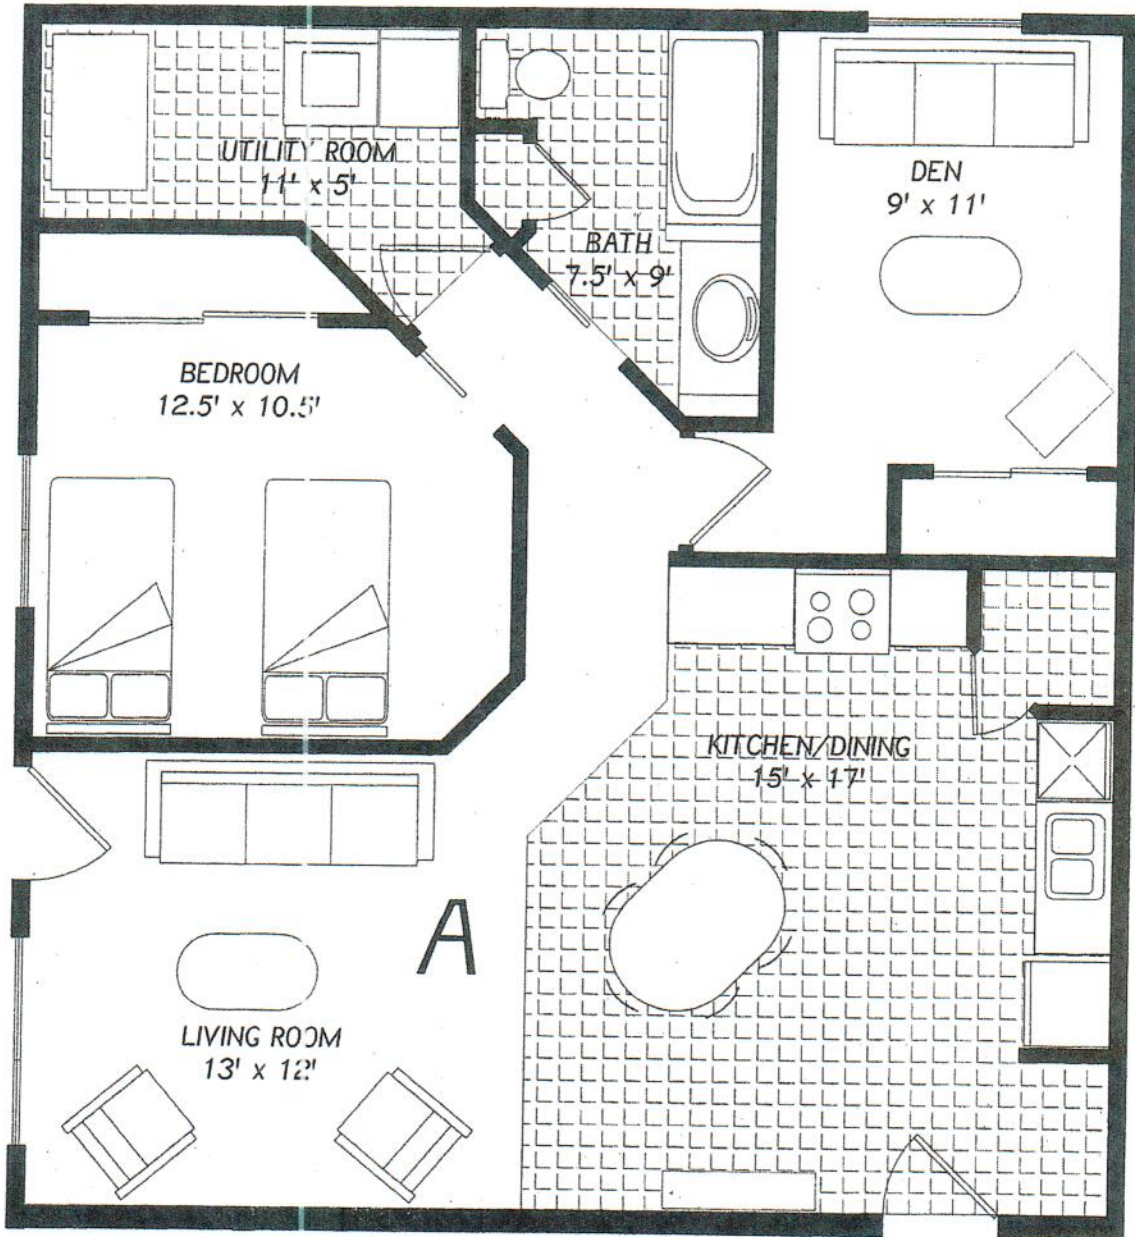 UTILITY ROOM
11' x 5'
BATH
7.5' x 9'
DEN
9' x 11'
BEDROOM
12.5' x 10.5'
KITCHEN/DINING
15' x 17'
A
LIVING ROOM
13' x 12'